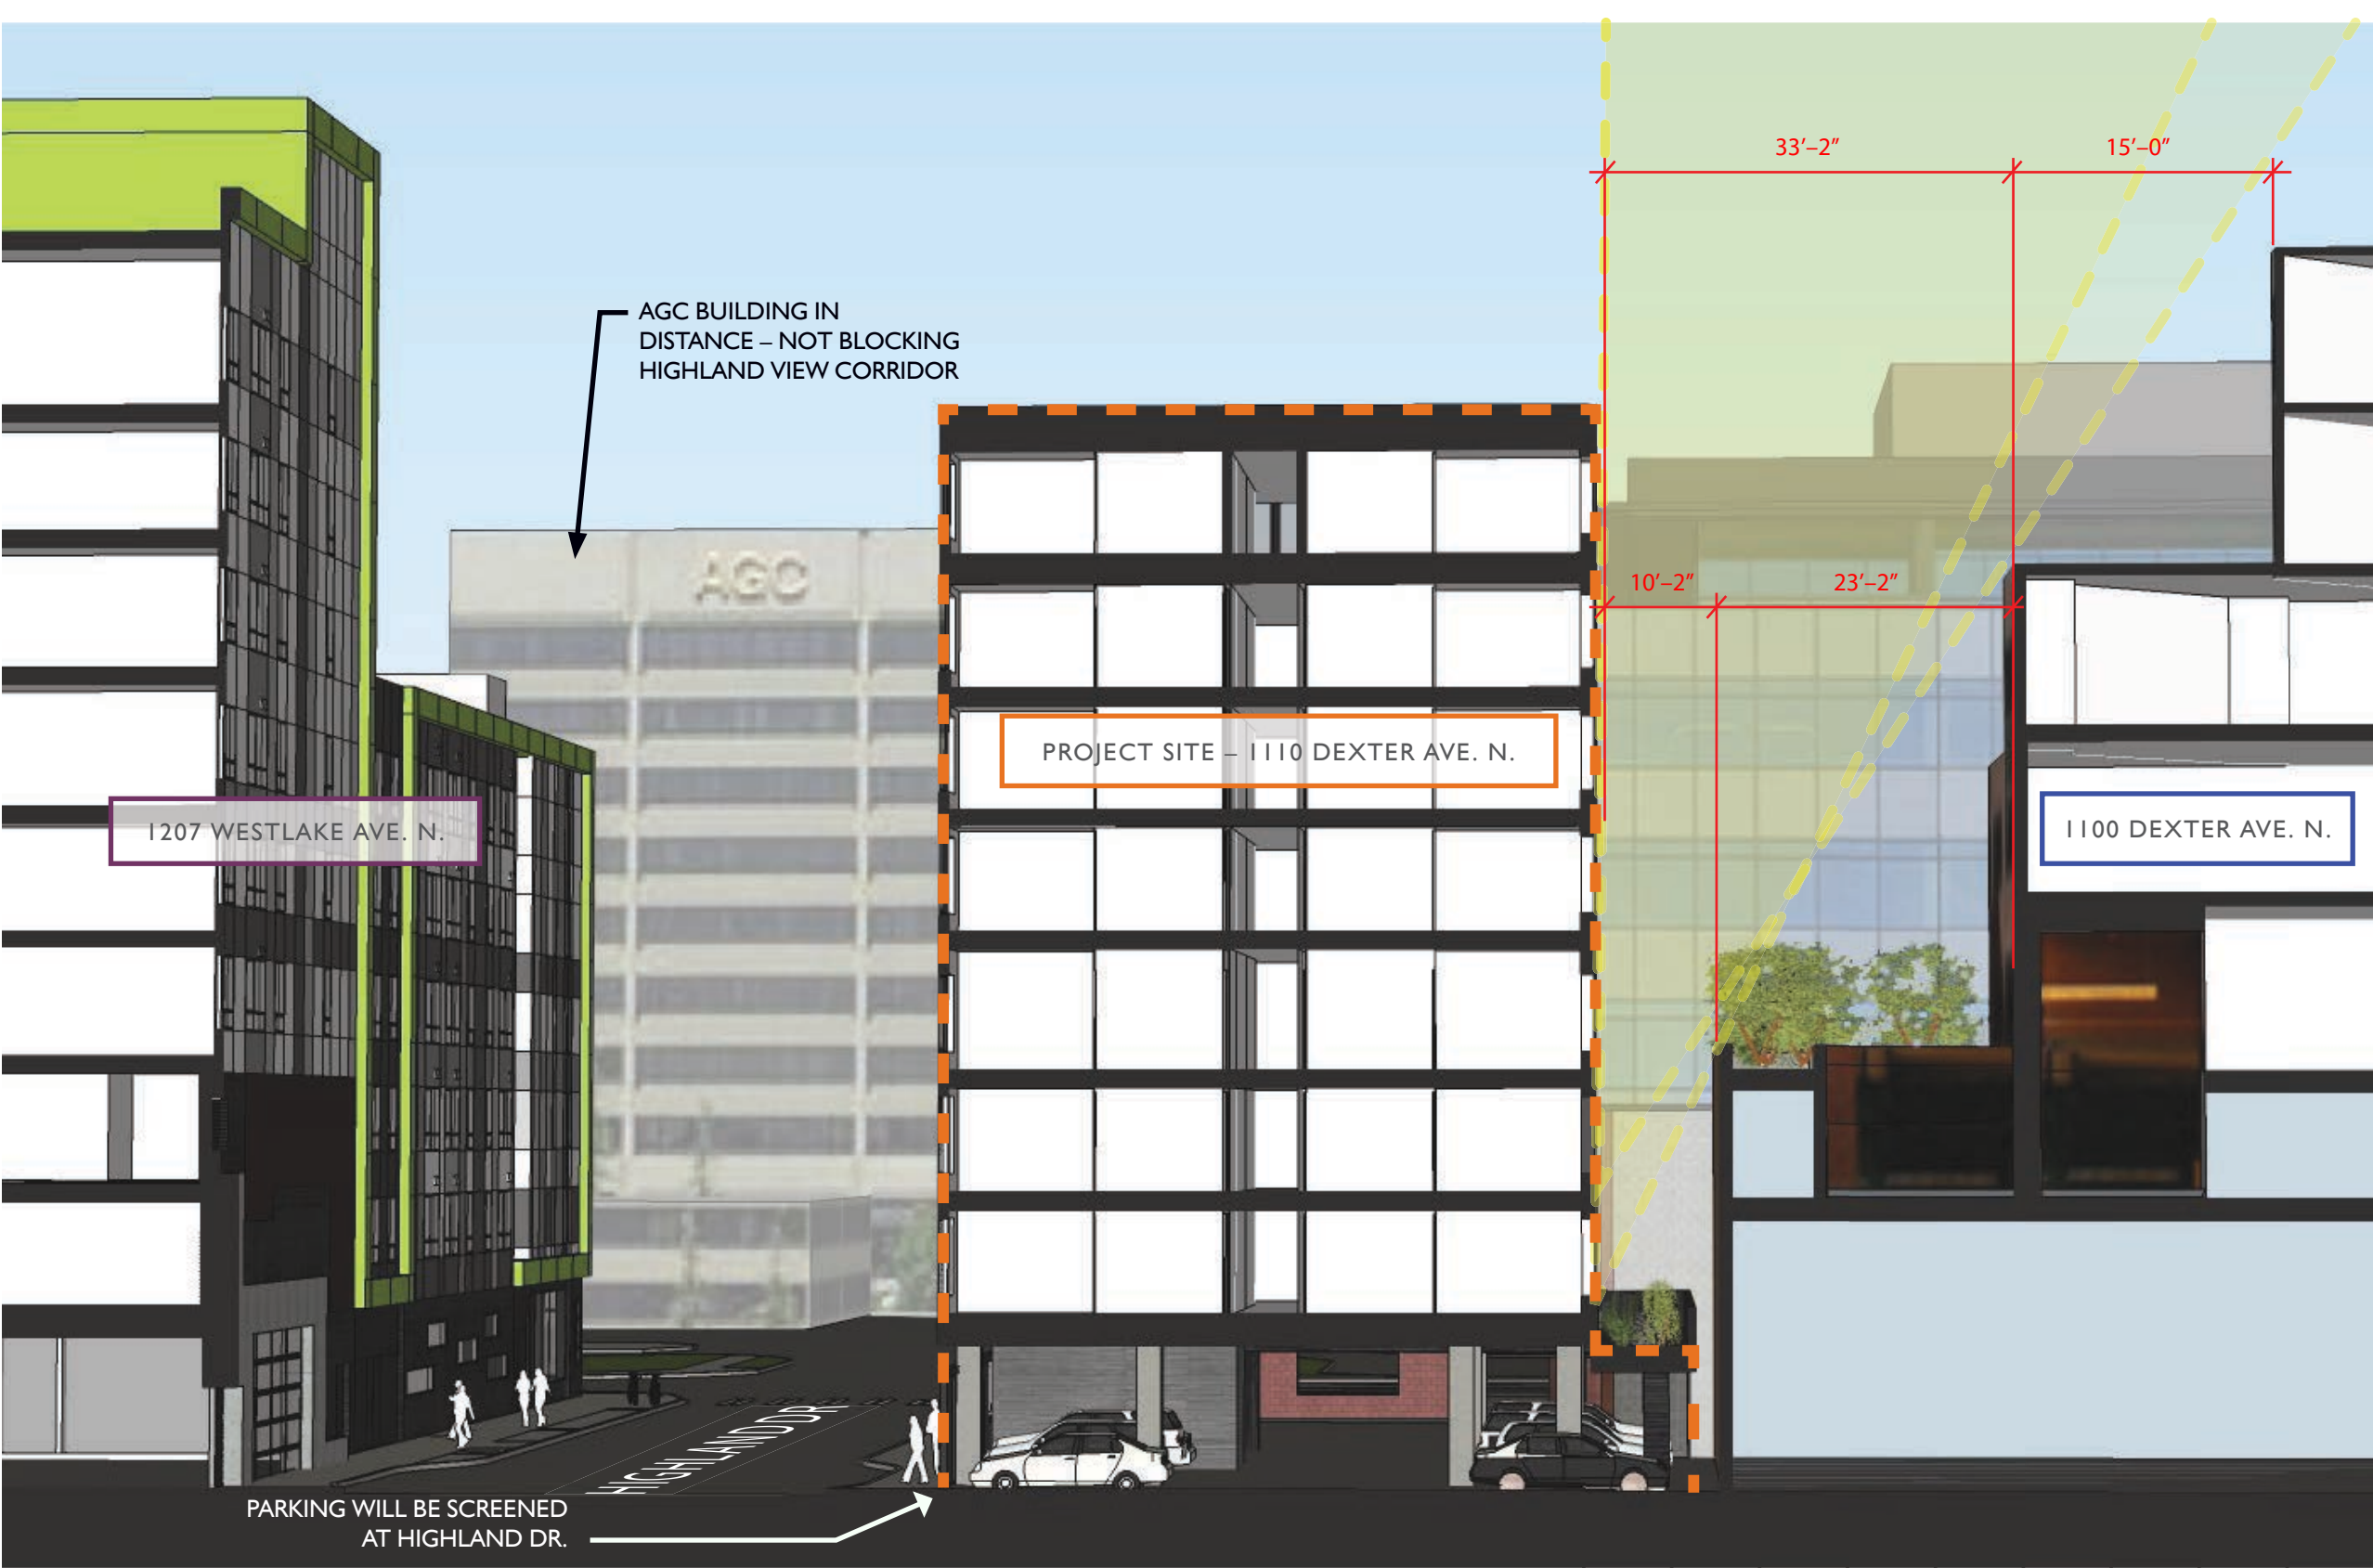 33’–2”
15’–0”
AGC BUILDING IN
DISTANCE – NOT BLOCKING
HIGHLAND VIEW CORRIDOR
AGC
10’–2”
23’–2”
PROJECT SITE – 1110 DEXTER AVE. N.
1207 WESTLAKE AVE. N.
1100 DEXTER AVE. N.
HIGHLAND DR
PARKING WILL BE SCREENED
AT HIGHLAND DR.